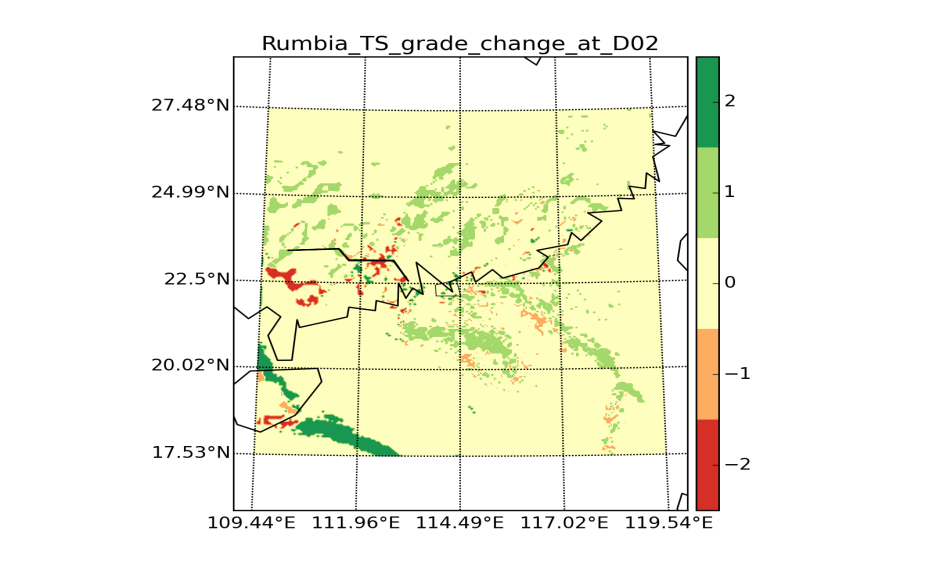 Rumbia_TS_grade_change_at_D02
27.48°N
24.99°N
22.5°N
20.02°N
17.53°N
109.44°E 111.96°E 114.49°E 117.02°E 119.54°E
2
1
0
−1
−2